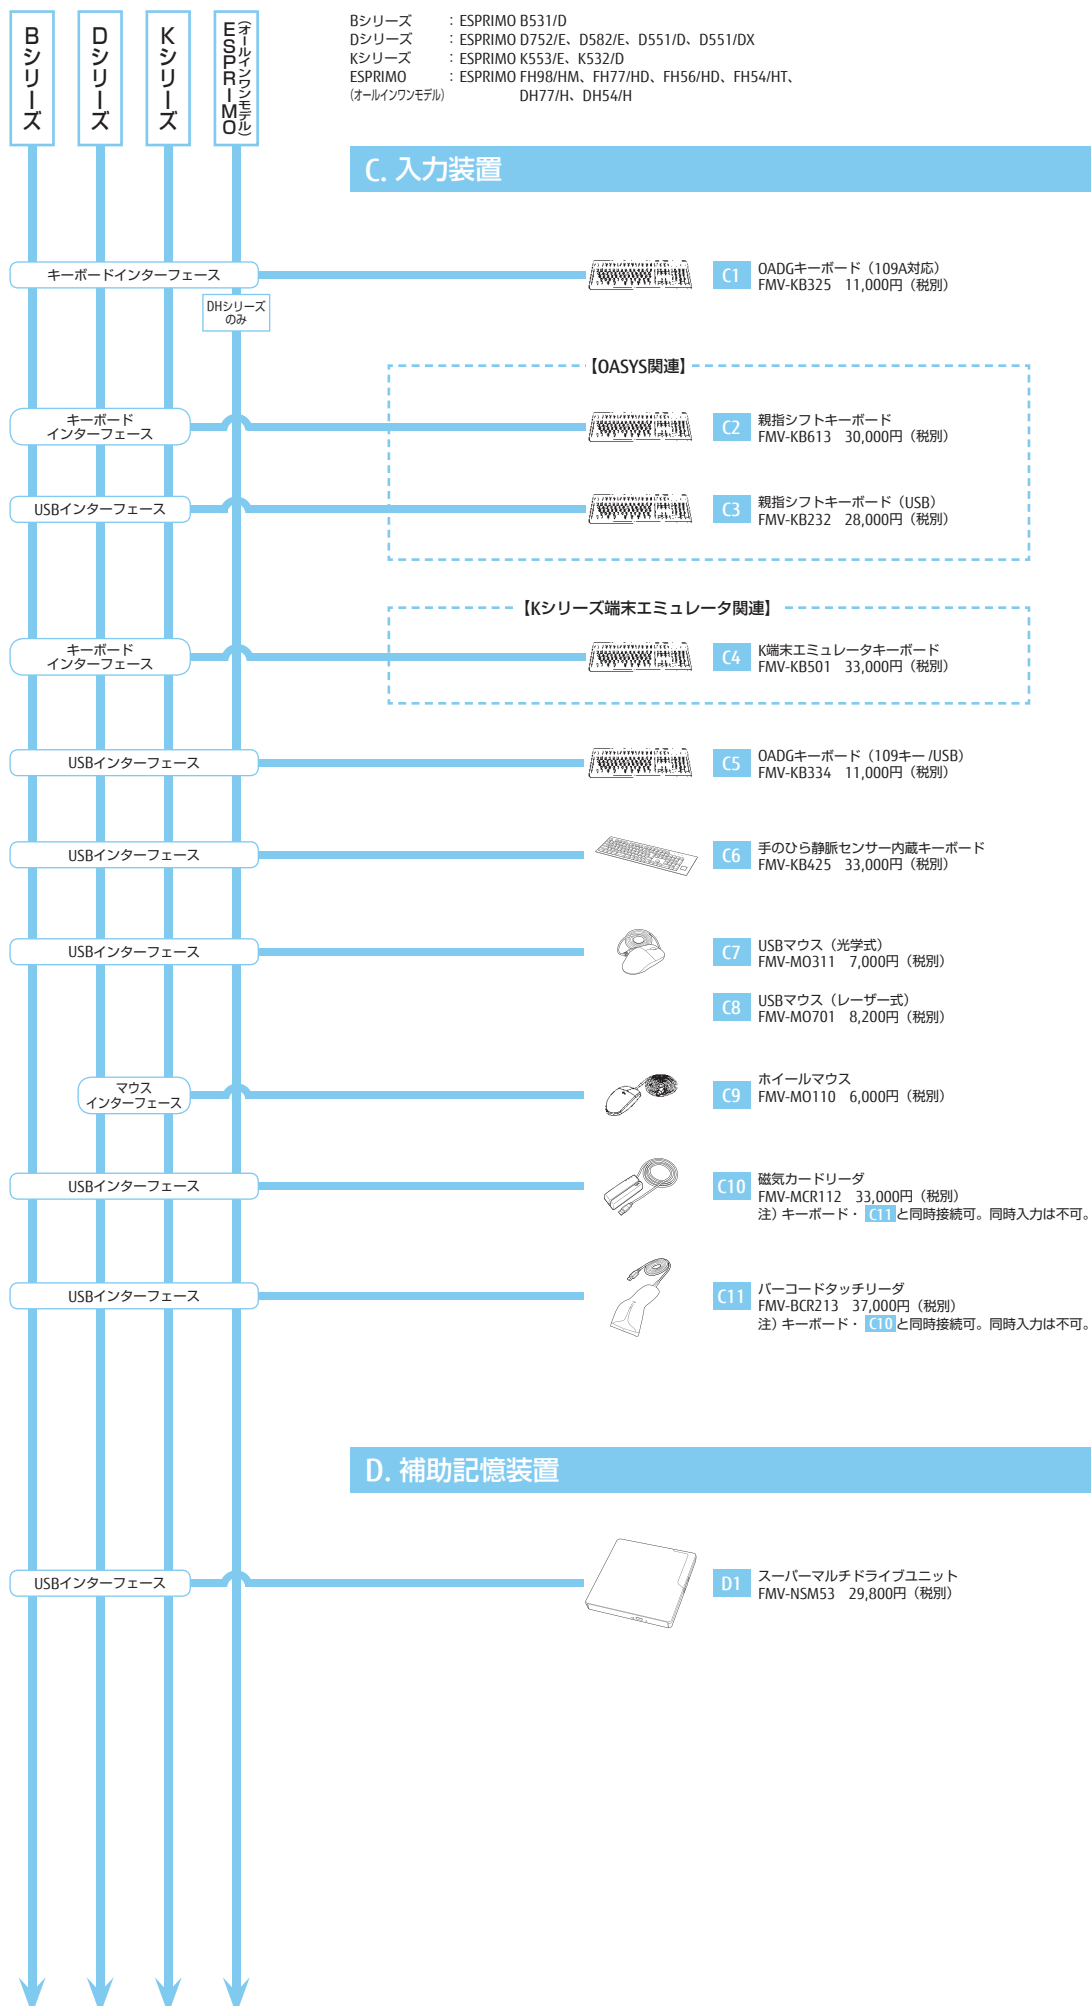 Bシリーズ
Dシリーズ
Kシリーズ
ESPRIMO
(オールインワンモデル)
Bシリーズ : ESPRIMO B531/D
Dシリーズ : ESPRIMO D752/E、D582/E、D551/D、D551/DX
Kシリーズ : ESPRIMO K553/E、K532/D
ESPRIMO : ESPRIMO FH98/HM、FH77/HD、FH56/HD、FH54/HT、
(オールインワンモデル) DH77/H、DH54/H
C. 入力装置
キーボードインターフェース
DHシリーズ
のみ
C1 OADGキーボード（109A対応）
FMV-KB325 11,000円（税別）
【OASYS関連】
キーボード
インターフェース
C2 親指シフトキーボード
FMV-KB613 30,000円（税別）
USBインターフェース
C3 親指シフトキーボード（USB）
FMV-KB232 28,000円（税別）
【Kシリーズ端末エミュレータ関連】
キーボード
インターフェース
C4 K端末エミュレータキーボード
FMV-KB501 33,000円（税別）
USBインターフェース
C5 OADGキーボード（109キー/USB）
FMV-KB334 11,000円（税別）
USBインターフェース
C6 手のひら静脈センサー内蔵キーボード
FMV-KB425 33,000円（税別）
USBインターフェース
C7 USBマウス（光学式）
FMV-MO311 7,000円（税別）
C8 USBマウス（レーザー式）
FMV-MO701 8,200円（税別）
マウス
インターフェース
C9 ホイールマウス
FMV-MO110 6,000円（税別）
USBインターフェース
C10 磁気カードリーダ
FMV-MCR112 33,000円（税別）
注）キーボード・ C11 と同時接続可。同時入力は不可。
USBインターフェース
C11 バーコードタッチリーダ
FMV-BCR213 37,000円（税別）
注）キーボード・ C10 と同時接続可。同時入力は不可。
D. 補助記憶装置
USBインターフェース
D1 スーパーマルチドライブユニット
FMV-NSM53 29,800円（税別）